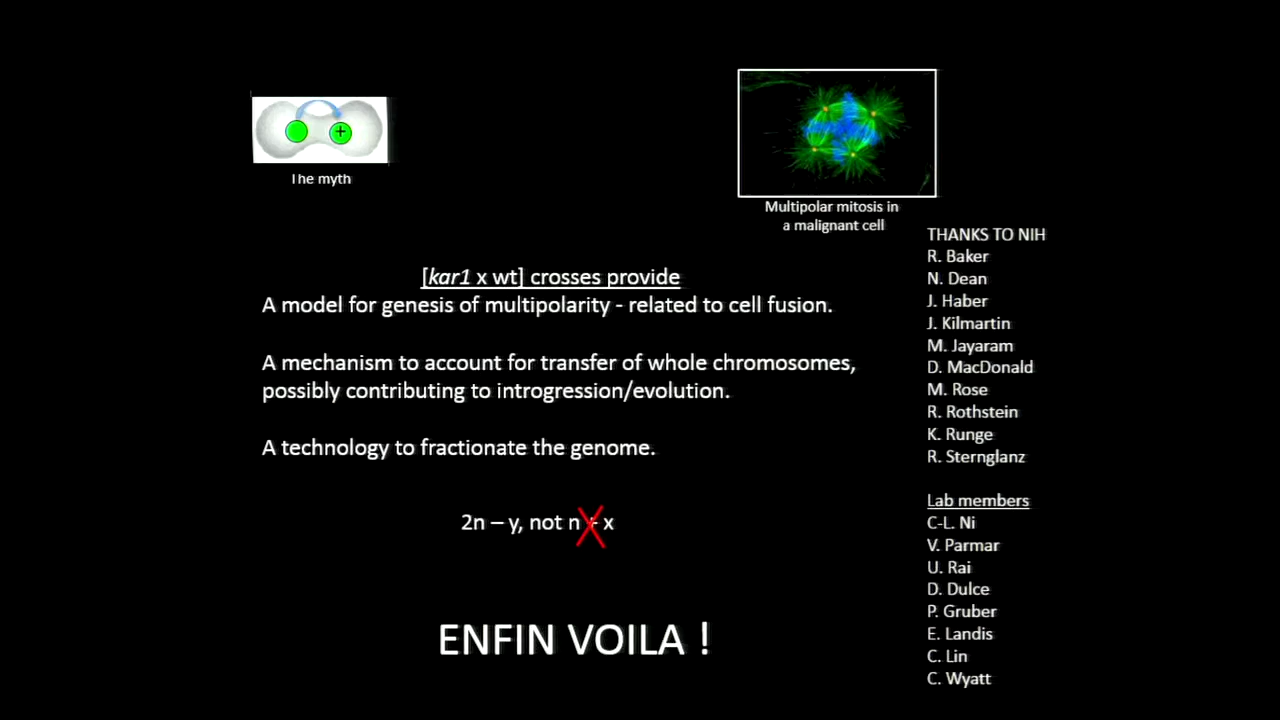 +
The myth
Multipolar mitosis in
a malignant cell
[kar1 x wt] crosses provide
A model for genesis of multipolarity - related to cell fusion.
A mechanism to account for transfer of whole chromosomes,
possibly contributing to introgression/evolution.
A technology to fractionate the genome.
2n – y, not n + x
ENFIN VOILA !
THANKS TO NIH
R. Baker
N. Dean
J. Haber
J. Kilmartin
M. Jayaram
D. MacDonald
M. Rose
R. Rothstein
K. Runge
R. Sternglanz
Lab members
C-L. Ni
V. Parmar
U. Rai
D. Dulce
P. Gruber
E. Landis
C. Lin
C. Wyatt